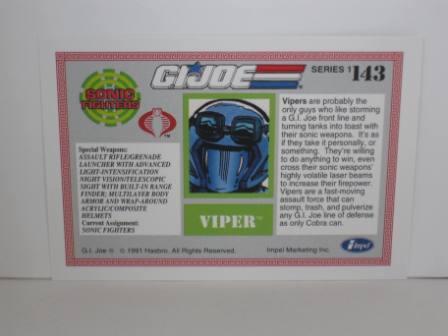 G.I.JOE
SERIES 1 143
SONIC
FIGHTERS
Special Weapons:
ASSAULT RIFLE/GRENADE
LAUNCHER WITH ADVANCED
LIGHT-INTENSIFICATION
NIGHT VISION/TELESCOPIC
SIGHT WITH BUILT-IN RANGE
FINDER; MULTILAYER BODY
ARMOR AND WRAP-AROUND
ACRYLIC/COMPOSITE
HELMETS
Current Assignment:
SONIC FIGHTERS
VIPER™
Vipers are probably the
only guys who like storming
a G.I. Joe front line and
turning tanks into toast with
their sonic weapons. It's as
if they take it personally, or
something. They're willing
to do anything to win, even
cross their sonic weapons'
highly volatile laser beams
to increase their firepower.
Vipers are a fast-moving
assault force that can
stomp, trash, and pulverize
any G.I. Joe line of defense
as only Cobra can.
G.I. Joe ® © 1991 Hasbro. All Rights Reserved.
Impel Marketing Inc.
impel